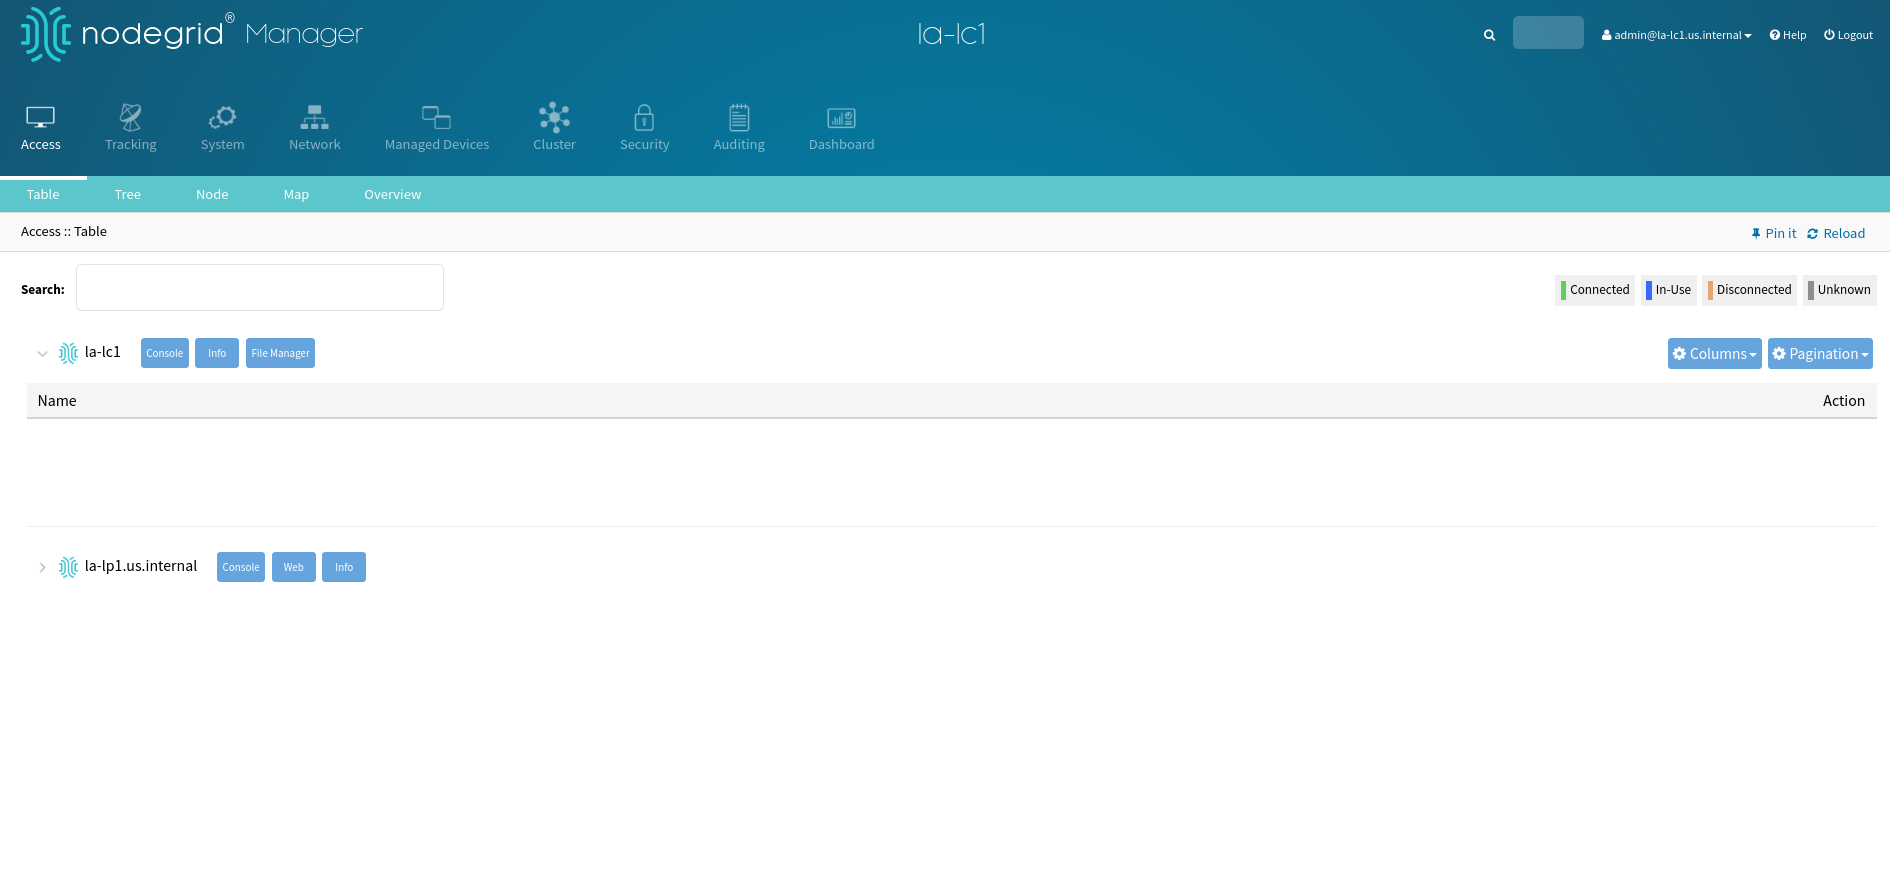 nodegrid® Manager
la-lc1
admin@la-lc1.us.internal Help Logout
Access Tracking System Network Managed Devices Cluster Security Auditing Dashboard
Table Tree Node Map Overview
Access :: Table
Pin it Reload
Search:
Connected In-Use Disconnected Unknown
la-lc1 Console Info File Manager
Columns Pagination
Name Action
la-lp1.us.internal Console Web Info